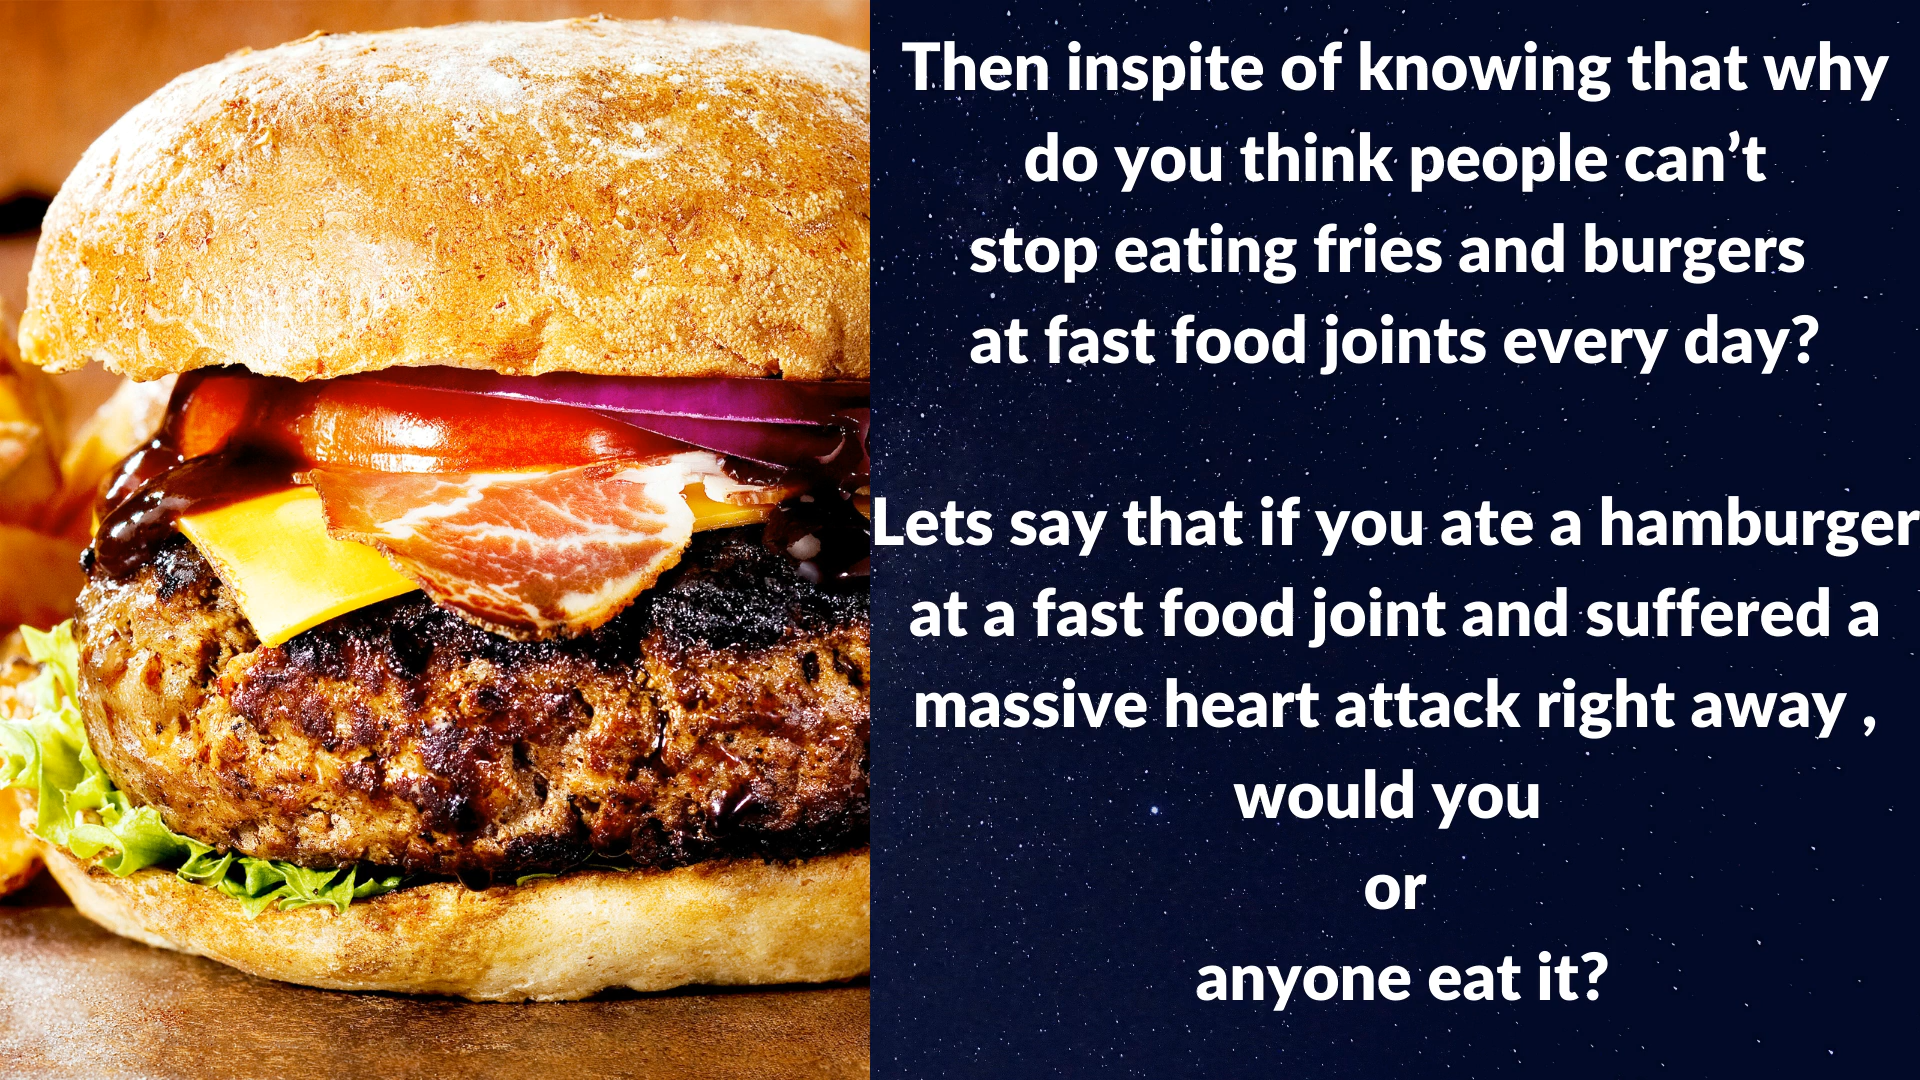 Then inspite of knowing that why
do you think people can’t
stop eating fries and burgers
at fast food joints every day?
Lets say that if you ate a hamburger
at a fast food joint and suffered a
massive heart attack right away ,
would you
or
anyone eat it?